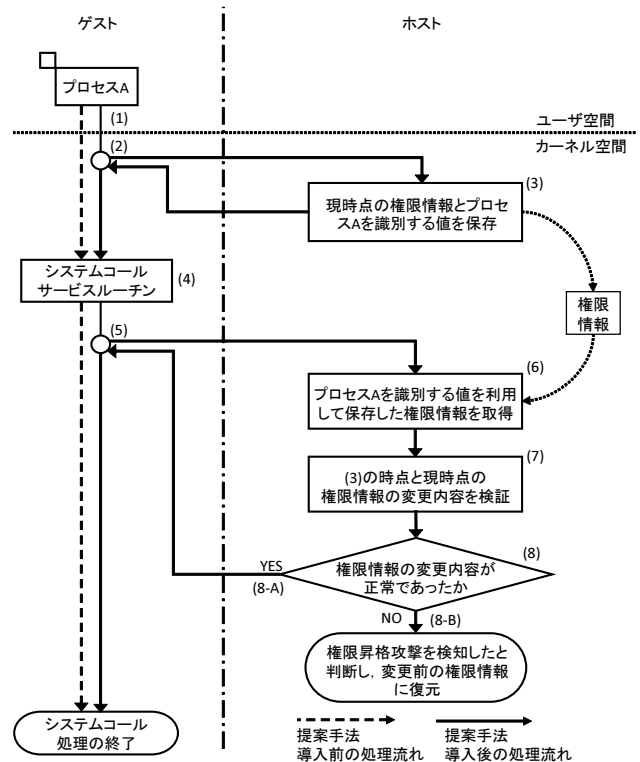 ゲスト
ホスト
プロセスA
(1)
ユーザ空間
カーネル空間
(2)
(3)
現時点の権限情報とプロセ
スAを識別する値を保存
システムコール
サービスルーチン
(4)
権限
情報
(5)
(6)
プロセスAを識別する値を利用
して保存した権限情報を取得
(7)
(3)の時点と現時点の
権限情報の変更内容を検証
(8)
権限情報の変更内容が
正常であったか
YES
(8-A)
NO
(8-B)
権限昇格攻撃を検知したと
判断し，変更前の権限情報
に復元
システムコール
処理の終了
提案手法
導入前の処理流れ
提案手法
導入後の処理流れ